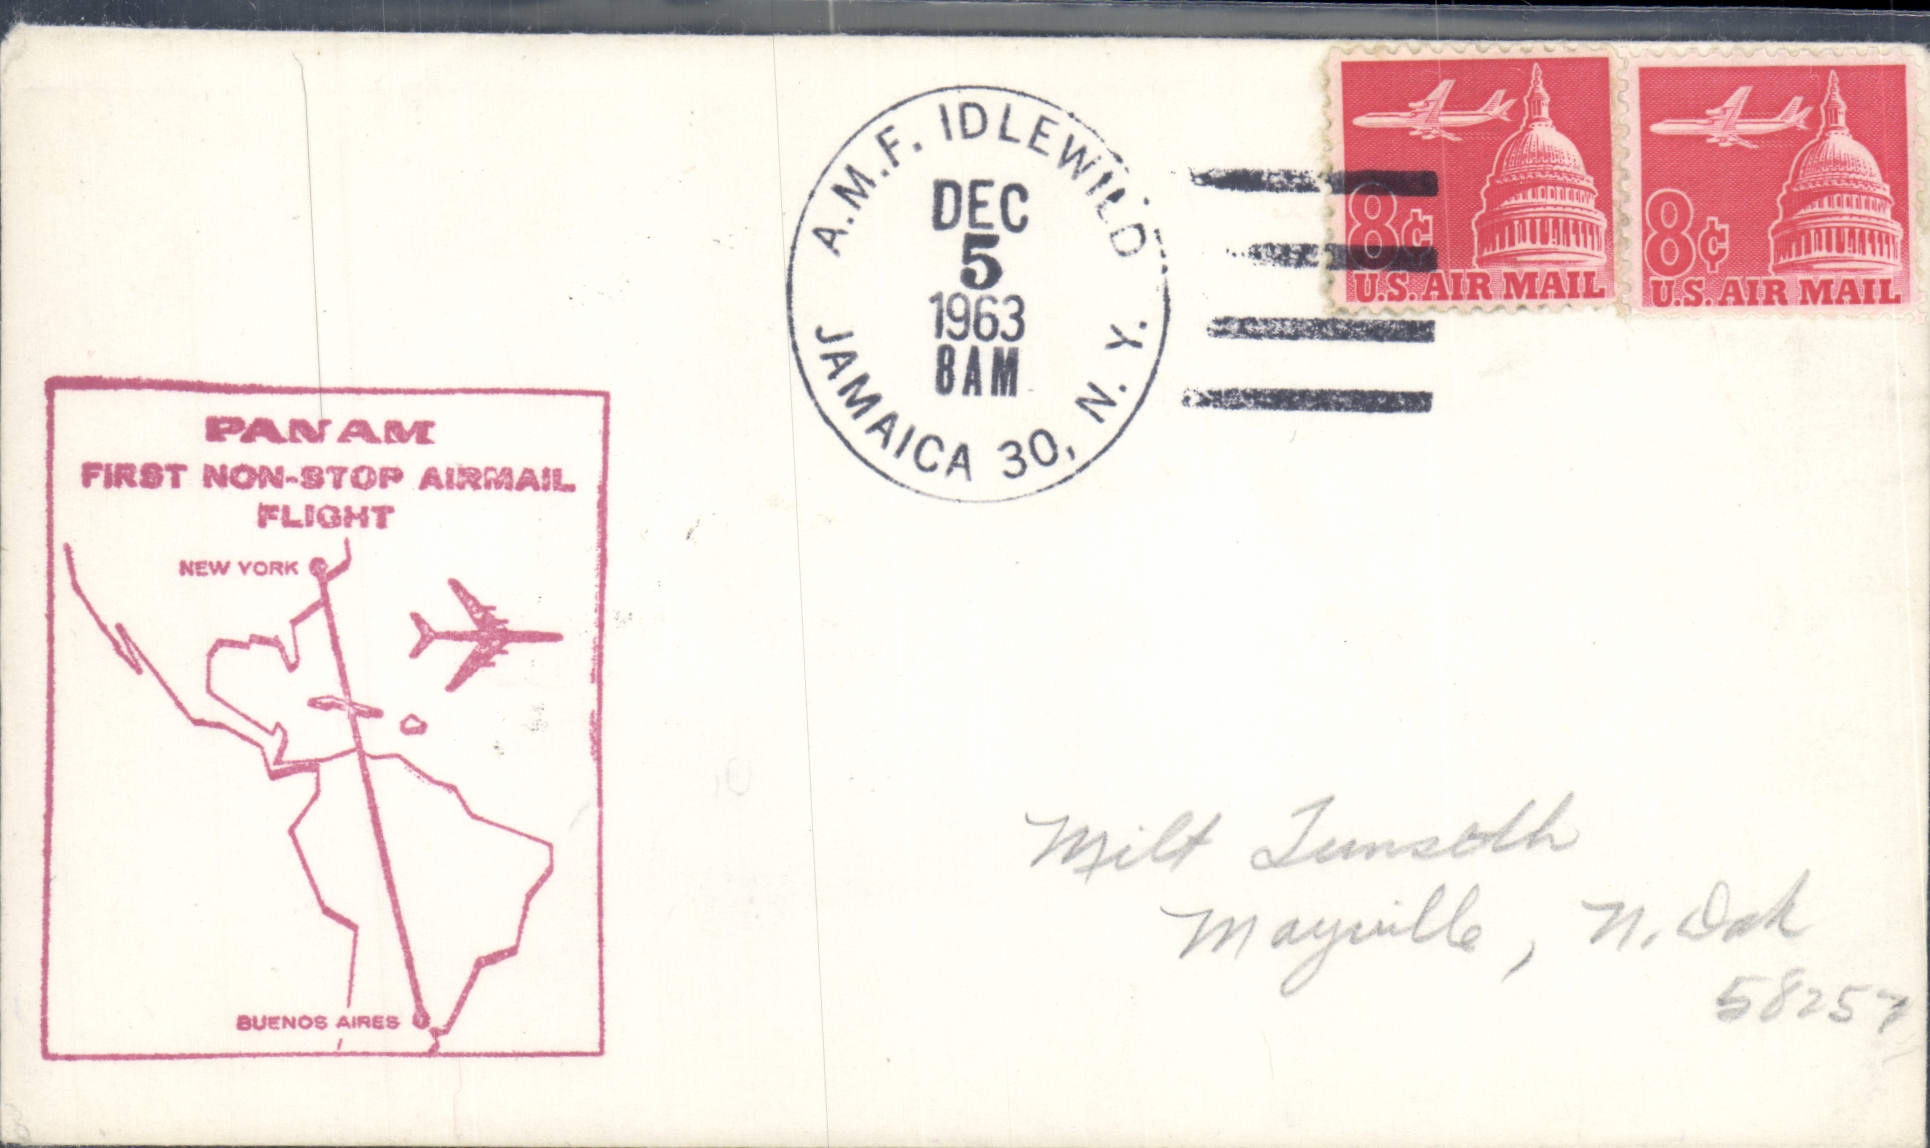 A.M.F. IDLEWILD
DEC
5
1963
8AM
JAMAICA 30, N. Y.
8¢
U.S. AIR MAIL
8¢
U.S. AIR MAIL
PAN AM
FIRST NON-STOP AIRMAIL
FLIGHT
NEW YORK
BUENOS AIRES
Milt
Mayville, N. Dak
58257